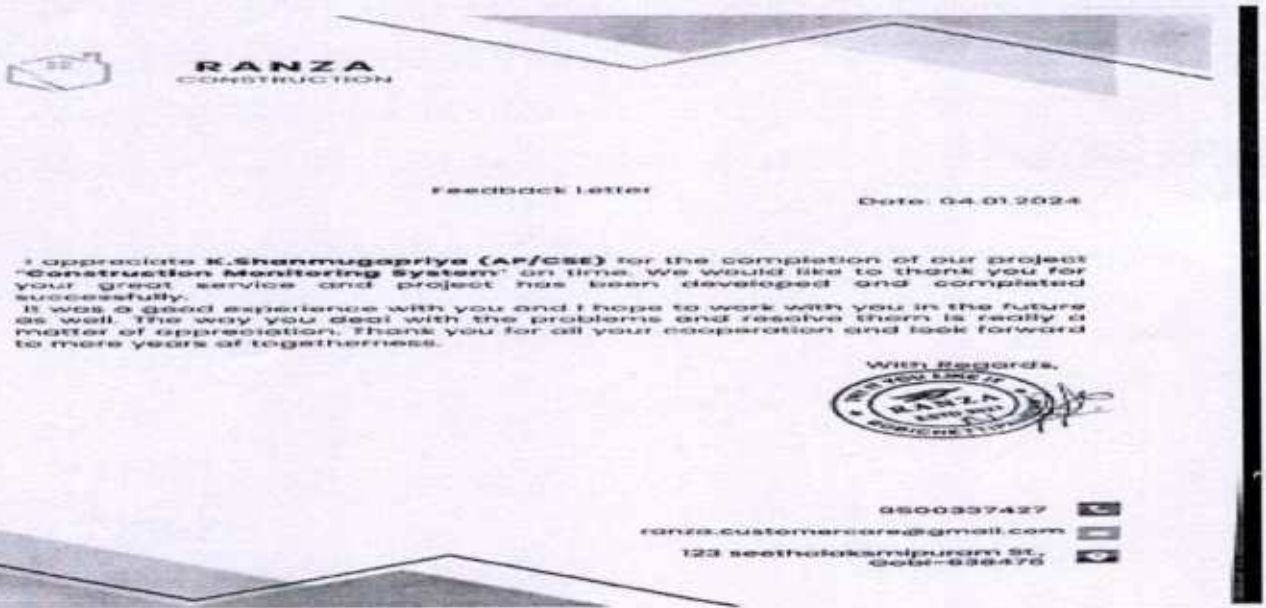 RANZA
CONSTRUCTION
Feedback Letter
Date: 04.01.2024
I appreciate K.Shanmugapriya (AP/CSE) for the completion of our project
"Construction Monitoring System" on time. We would like to thank you for
your great service and project has been developed and completed
successfully.
It was a good experience with you and I hope to work with you in the future
as well. The way you deal with the problems and resolve them is really a
matter of appreciation. Thank you for all your cooperation and look forward
to more years of togetherness.
With Regards,
YOU LIKE IT
RANZA
ranza.customercare@gmail.com
123 seethalaksmipuram St.,
Gobi-638476